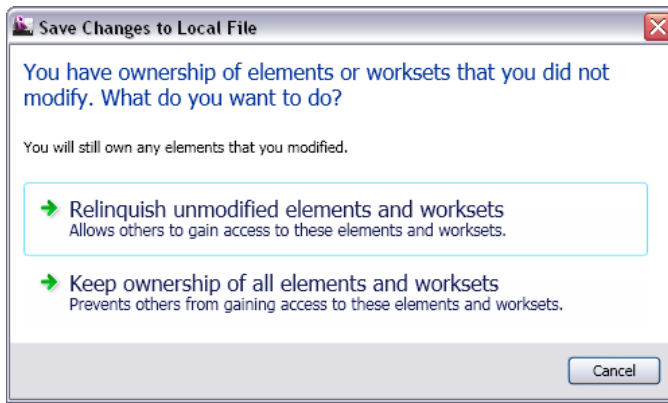 Save Changes to Local File
You have ownership of elements or worksets that you did not
modify. What do you want to do?
You will still own any elements that you modified.
Relinquish unmodified elements and worksets
Allows others to gain access to these elements and worksets.
Keep ownership of all elements and worksets
Prevents others from gaining access to these elements and worksets.
Cancel